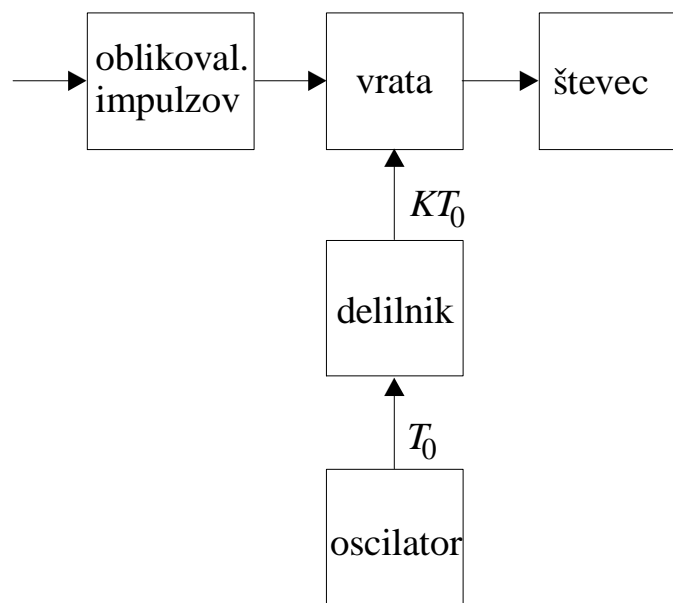 oblikoval.
impulzov
vrata
števec
KT0
delilnik
T0
oscilator